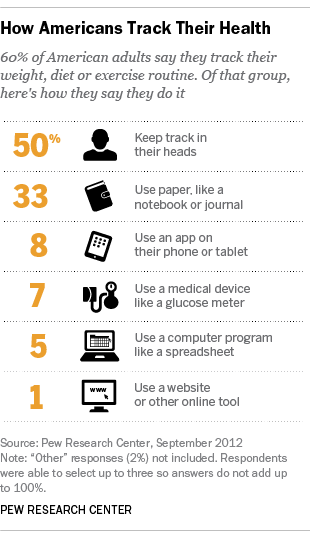 How Americans Track Their Health
60% of American adults say they track their
weight, diet or exercise routine. Of that group,
here's how they say they do it
50%
Keep track in
their heads
33
Use paper, like a
notebook or journal
8
Use an app on
their phone or tablet
7
Use a medical device
like a glucose meter
5
Use a computer program
like a spreadsheet
1
www
Use a website
or other online tool
Source: Pew Research Center, September 2012
Note: “Other” responses (2%) not included. Respondents
were able to select up to three so answers do not add up
to 100%.
PEW RESEARCH CENTER